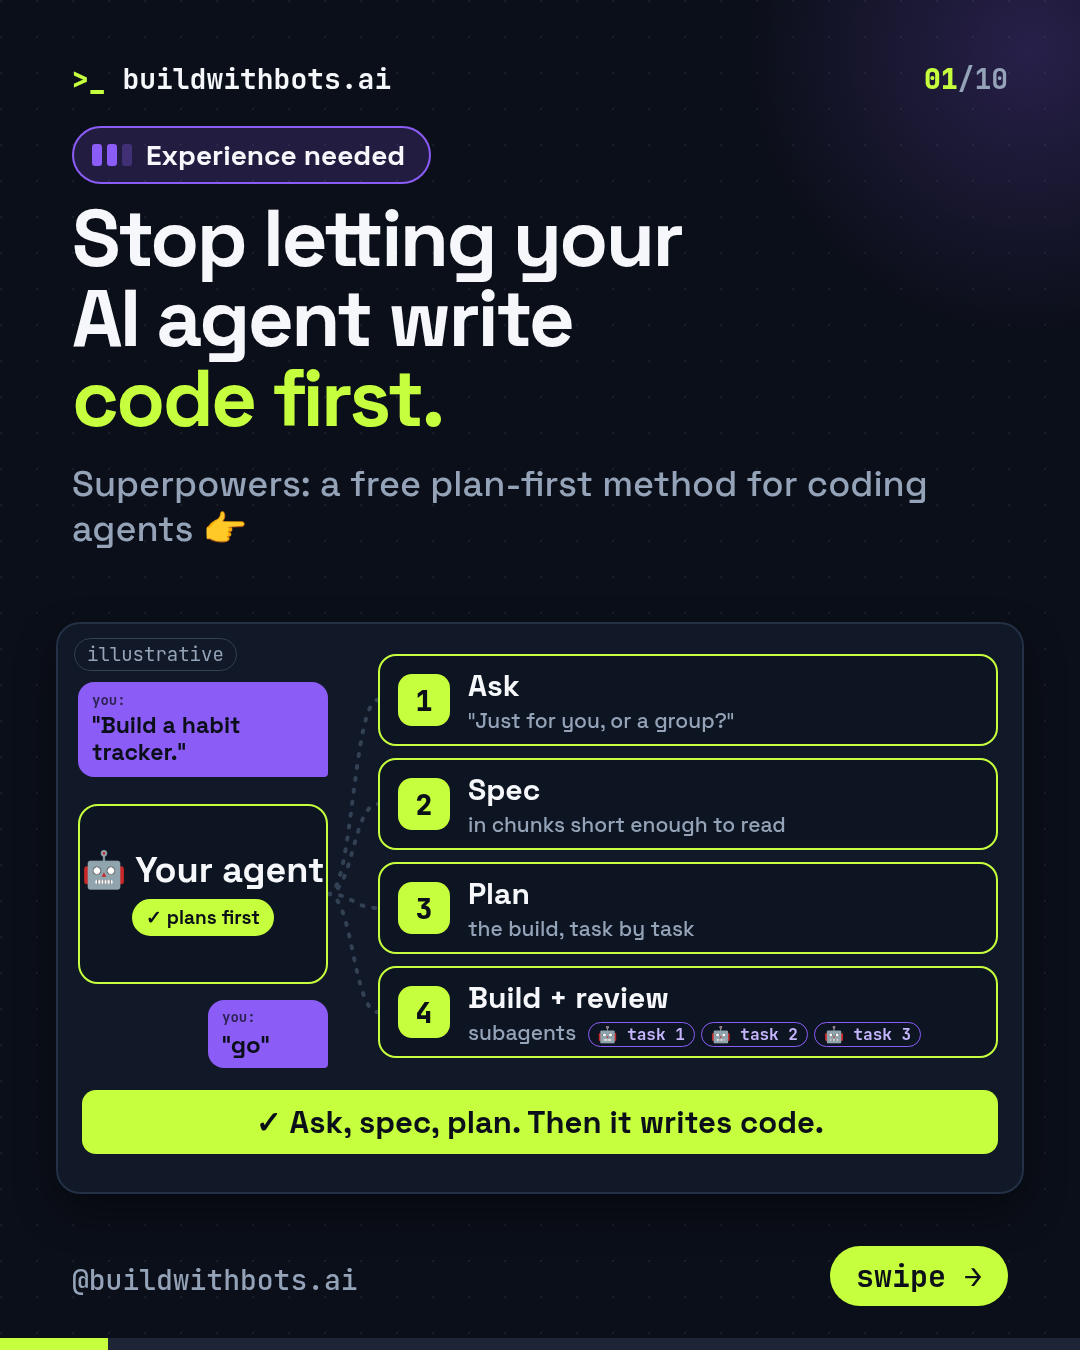 >_ buildwithbots.ai
01/10
Experience needed
Stop letting your
AI agent write
code first.
Superpowers: a free plan-first method for coding
agents 👉
illustrative
you:
"Build a habit
tracker."
🤖 Your agent
✓ plans first
you:
"go"
1
Ask
"Just for you, or a group?"
2
Spec
in chunks short enough to read
3
Plan
the build, task by task
4
Build + review
subagents 🤖 task 1 🤖 task 2 🤖 task 3
✓ Ask, spec, plan. Then it writes code.
@buildwithbots.ai
swipe →